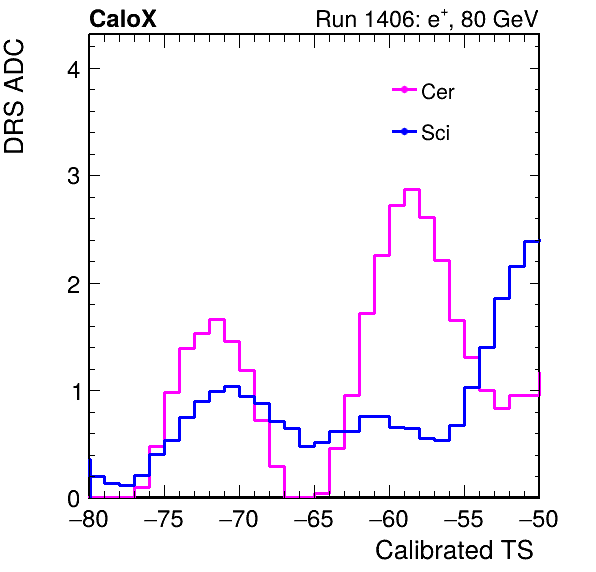 CaloX Run 1406: e⁺, 80 GeV
DRS ADC
Cer
Sci
4
3
2
1
0
−80 −75 −70 −65 −60 −55 −50
Calibrated TS